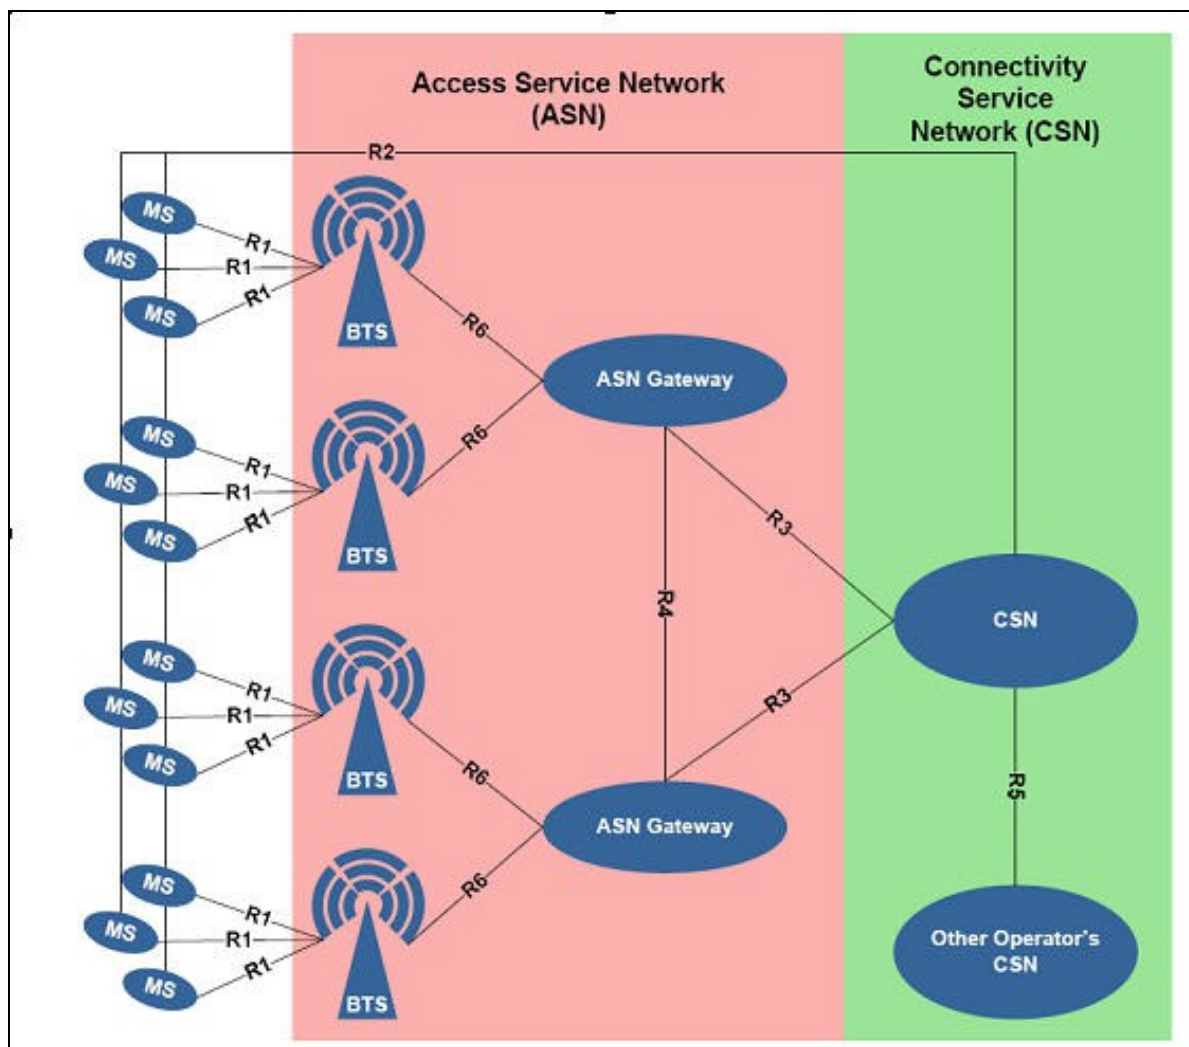 Access Service Network
(ASN)
Connectivity
Service
Network (CSN)
R2
MS
R1
MS
R1
MS
R1
BTS
R6
ASN Gateway
R6
MS
R1
MS
R1
MS
R1
BTS
R3
R4
CSN
MS
R1
MS
R1
MS
R1
BTS
R3
R6
R5
ASN Gateway
R6
MS
R1
MS
R1
MS
R1
BTS
Other Operator's
CSN